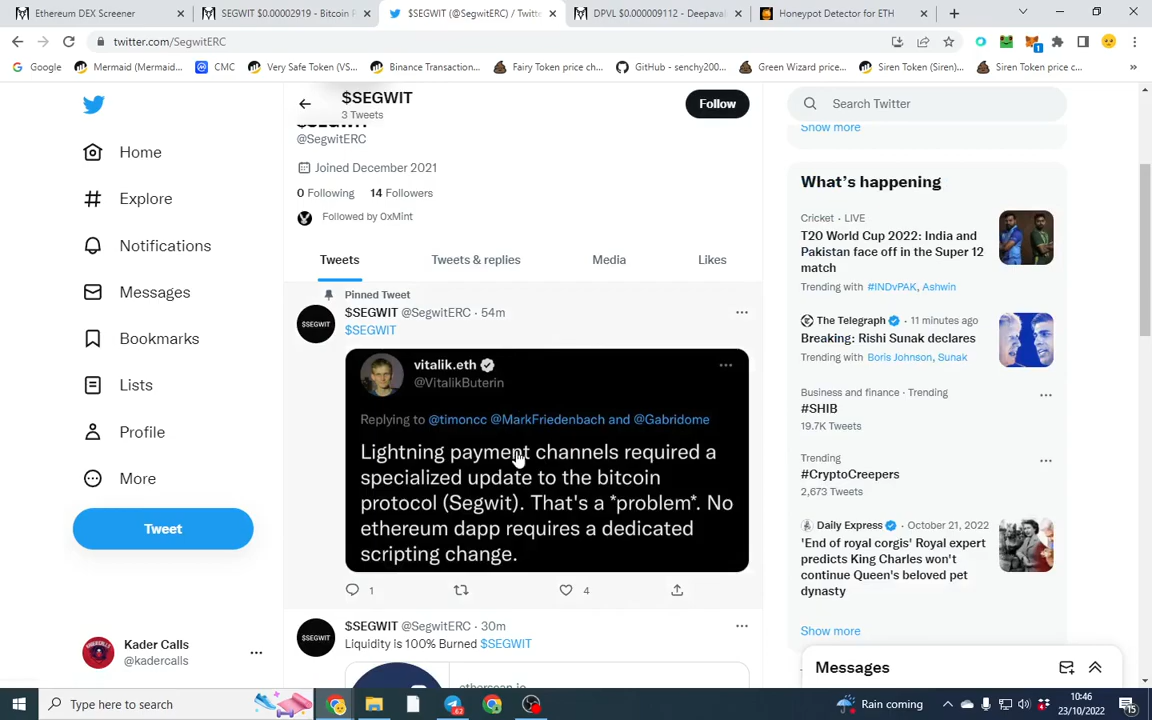 Ethereum DEX Screener
SEGWIT $0.00002919 - Bitcoin P
$SEGWIT (@SegwitERC) / Twitte
DPVL $0.000009112 - Deepaval
Honeypot Detector for ETH
twitter.com/SegwitERC
Google
Mermaid (Mermaid...
CMC
Very Safe Token (VS...
Binance Transaction...
Fairy Token price ch...
GitHub - senchy200...
Green Wizard price...
Siren Token (Siren)...
Siren Token price c...
$SEGWIT
3 Tweets
Follow
Search Twitter
Show more
$SEGWIT
@SegwitERC
Joined December 2021
0 Following 14 Followers
Followed by 0xMint
Tweets
Tweets & replies
Media
Likes
Home
Explore
Notifications
Messages
Bookmarks
Lists
Profile
More
Tweet
Kader Calls
@kadercalls
Pinned Tweet
$SEGWIT @SegwitERC · 54m
$SEGWIT
$SEGWIT
vitalik.eth
@VitalikButerin
Replying to @timoncc @MarkFriedenbach and @Gabridome
Lightning payment channels required a
specialized update to the bitcoin
protocol (Segwit). That's a *problem*. No
ethereum dapp requires a dedicated
scripting change.
1
4
$SEGWIT @SegwitERC · 30m
$SEGWIT
Liquidity is 100% Burned $SEGWIT
etherscan.io
What's happening
Cricket · LIVE
T20 World Cup 2022: India and
Pakistan face off in the Super 12
match
Trending with #INDvPAK, Ashwin
The Telegraph · 11 minutes ago
Breaking: Rishi Sunak declares
Trending with Boris Johnson, Sunak
Business and finance · Trending
#SHIB
19.7K Tweets
Trending
#CryptoCreepers
2,673 Tweets
Daily Express · October 21, 2022
'End of royal corgis' Royal expert
predicts King Charles won't
continue Queen's beloved pet
dynasty
Show more
Messages
Type here to search
Rain coming
10:46
23/10/2022